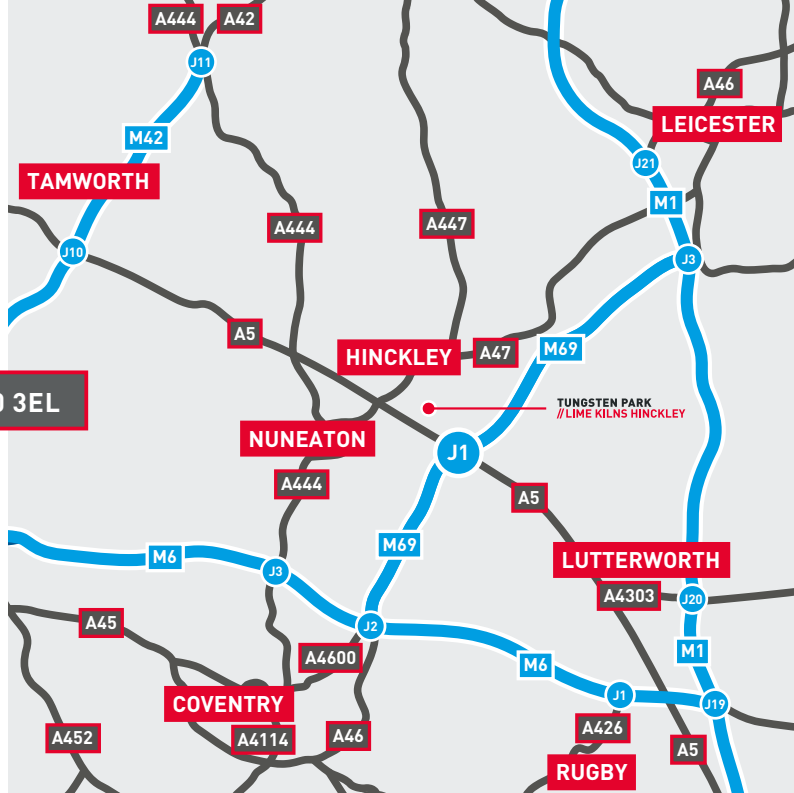 A444
A42
J11
A46
LEICESTER
M42
J21
TAMWORTH
M1
A444
A447
J10
J3
A5
HINCKLEY
A47
M69
3EL
TUNGSTEN PARK
//LIME KILNS HINCKLEY
NUNEATON
J1
A444
A5
M69
M6
LUTTERWORTH
J3
A4303
J20
A45
J2
A4600
M1
M6
COVENTRY
J1
J19
A452
A4114
A46
A426
A5
RUGBY